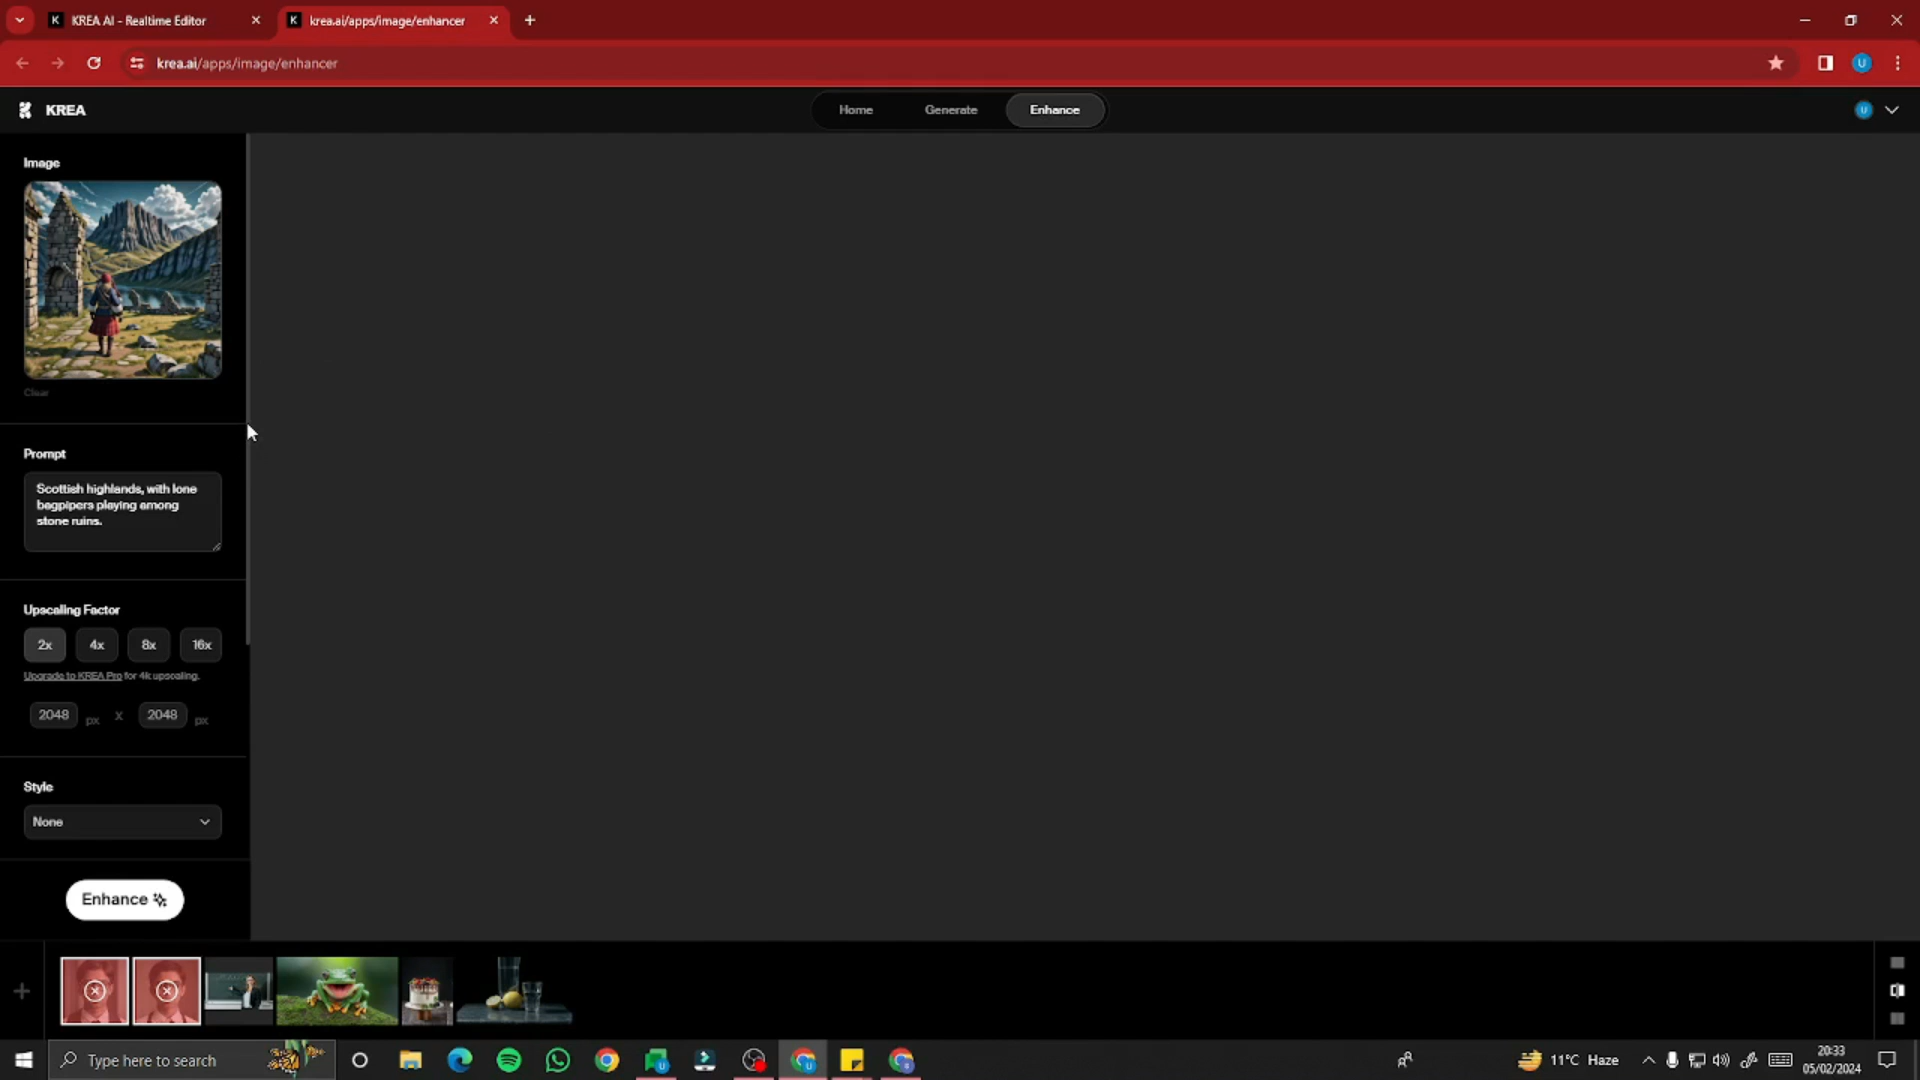 KREA AI - Realtime Editor
krea.ai/apps/image/enhancer
krea.ai/apps/image/enhancer
U
KREA
Home
Generate
Enhance
U
Image
Clear
Prompt
Scottish highlands, with lone
bagpipers playing among
stone ruins.
Upscaling Factor
2x
4x
8x
16x
Upgrade to KREA Pro for 4k upscaling.
2048 px X 2048 px
Style
None
Enhance
Type here to search
11°C Haze
20:33
05/02/2024